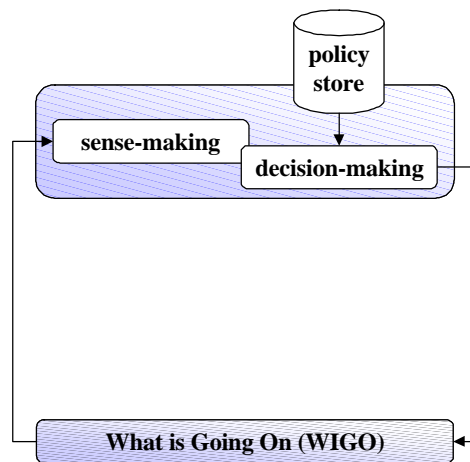 policy
store
sense-making
decision-making
What is Going On (WIGO)